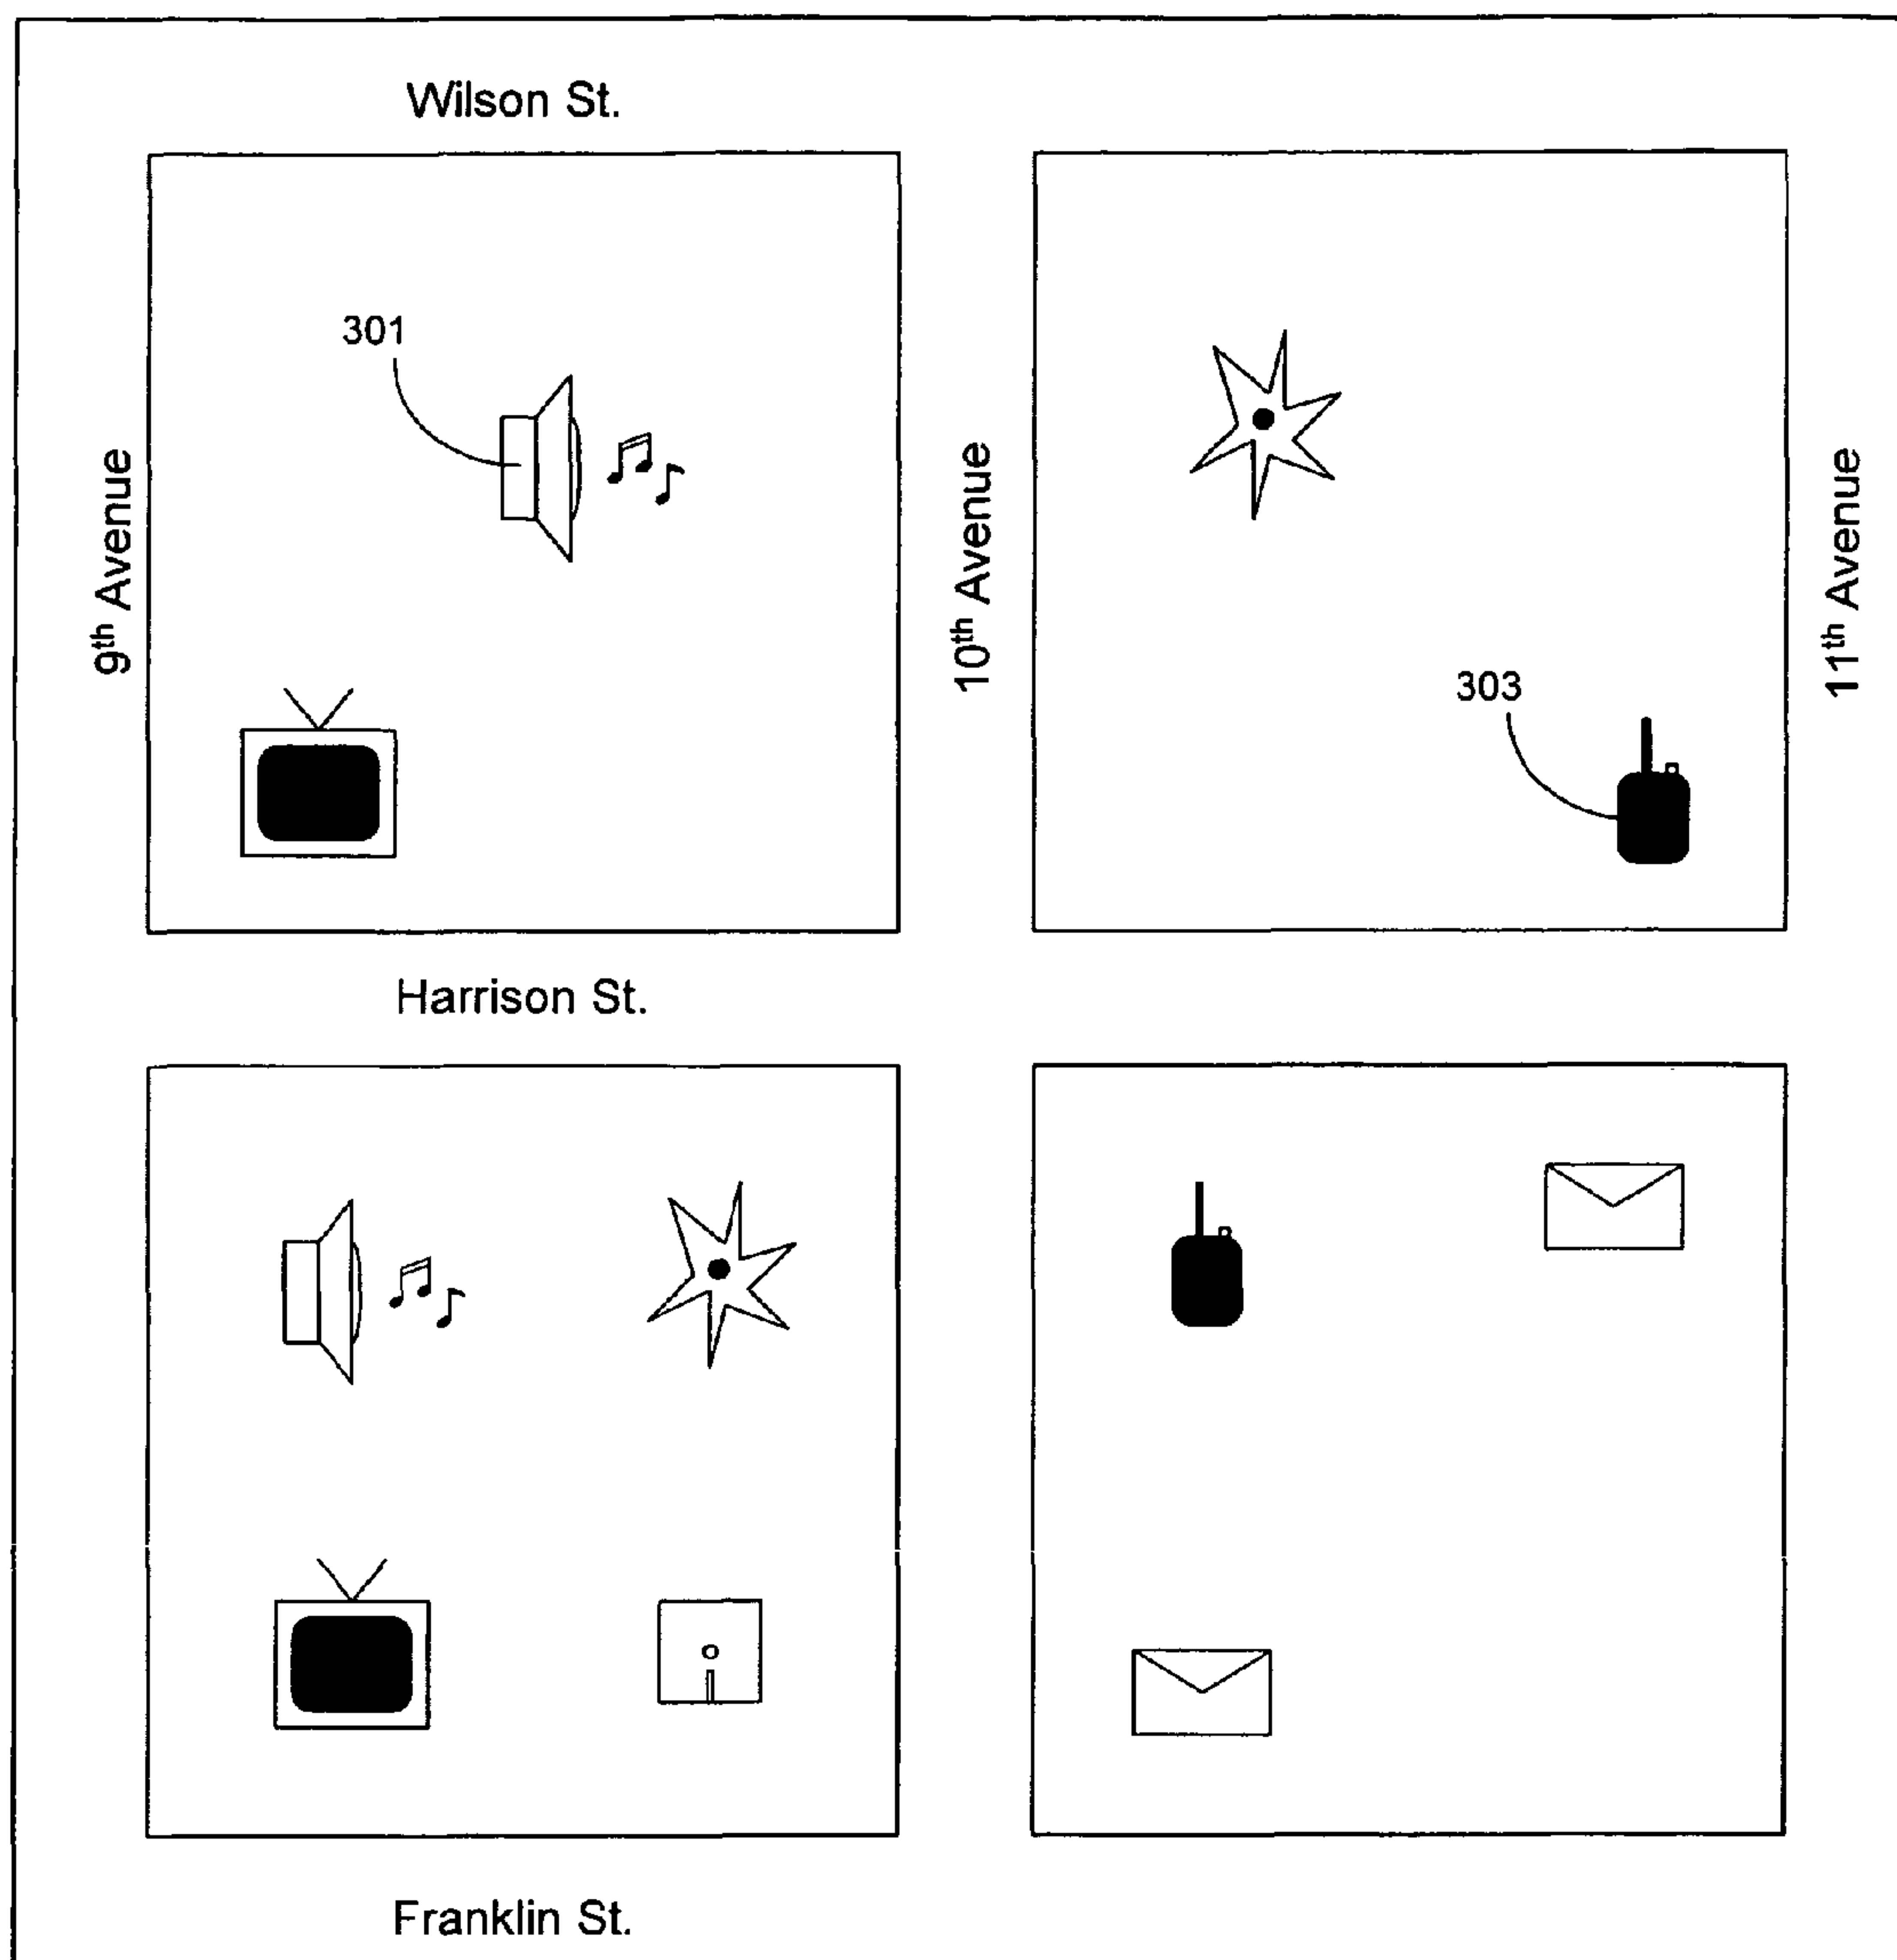 Wilson St.
301
9th Avenue
10th Avenue
11th Avenue
303
Harrison St.
Franklin St.